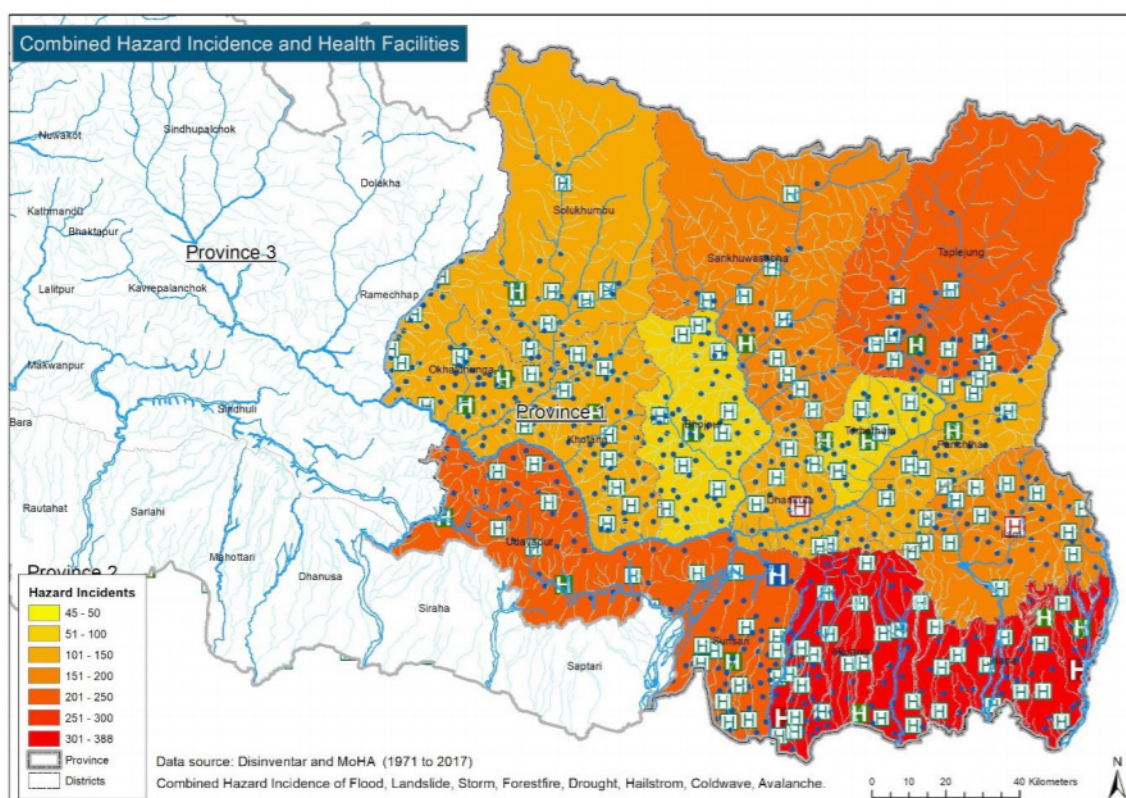 Combined Hazard Incidence and Health Facilities
Nuwakot
Sindhupalchok
Dolakha
Kathmandu
Bhaktapur
Province 3
Lalitpur
Kavrepalanchok
Ramechhap
Makwanpur
Sindhuli
Bara
Rautahat
Sarlahi
Mahottari
Dhanusa
Siraha
Saptari
Province 2
Solukhumbu
Sankhuwasabha
Taplejung
Okhaldhunga
Province 1
Khotang
Bhojpur
Terhathum
Panchthar
Dhankuta
Udayapur
Sunsari
Hazard Incidents
45 - 50
51 - 100
101 - 150
151 - 200
201 - 250
251 - 300
301 - 388
Province
Districts
Data source: Disinventar and MoHA (1971 to 2017)
Combined Hazard Incidence of Flood, Landslide, Storm, Forestfire, Drought, Hailstrom, Coldwave, Avalanche.
0 10 20 40 Kilometers
N